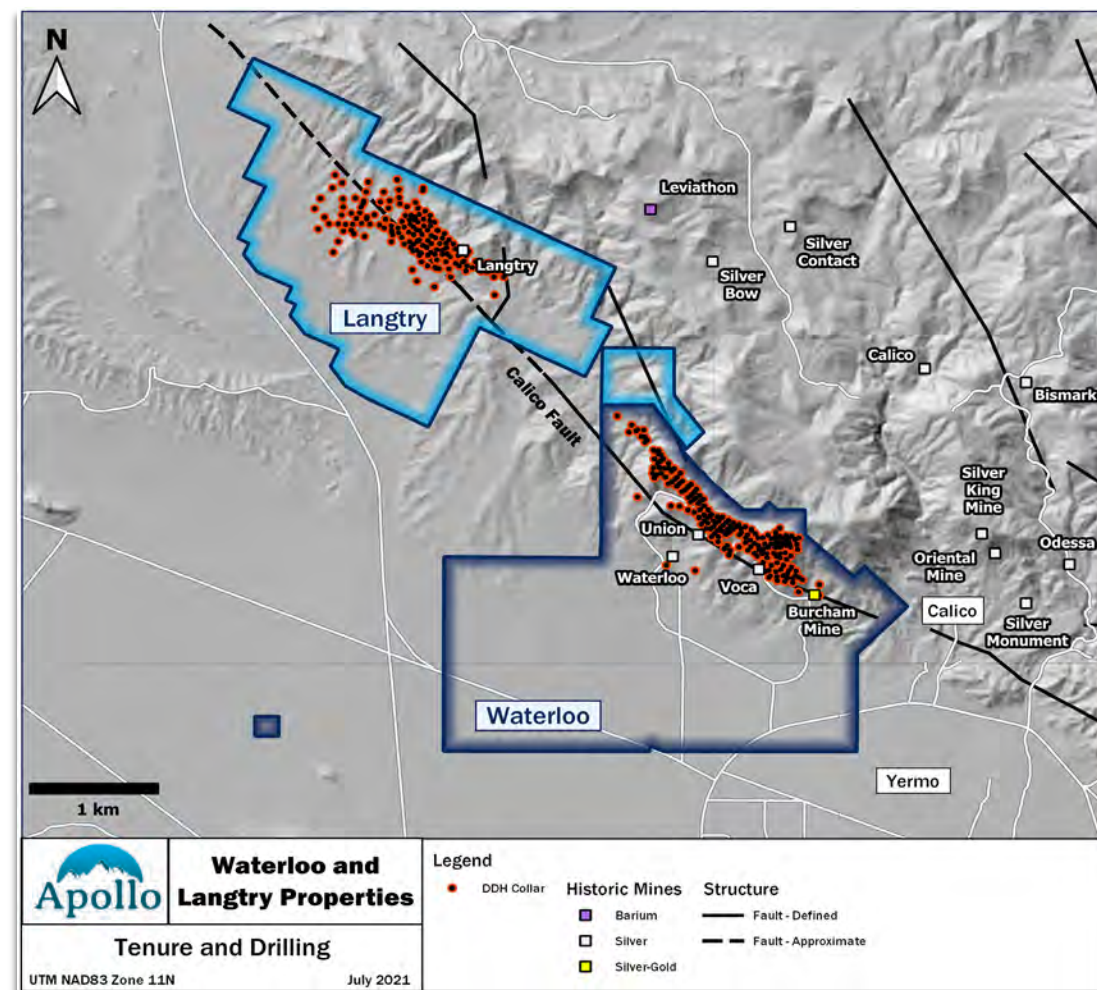 N
Leviathon
Silver
Contact
Silver
Bow
Langtry
Langtry
Calico
Bismark
Calico Fault
Silver
King
Mine
Union
Oriental
Mine
Odessa
Waterloo
Voca
Burcham
Mine
Calico
Silver
Monument
Waterloo
Yermo
1 km
Apollo
Waterloo and
Langtry Properties
Tenure and Drilling
UTM NAD83 Zone 11N
July 2021
Legend
DDH Collar
Historic Mines
Barium
Silver
Silver-Gold
Structure
Fault - Defined
Fault - Approximate